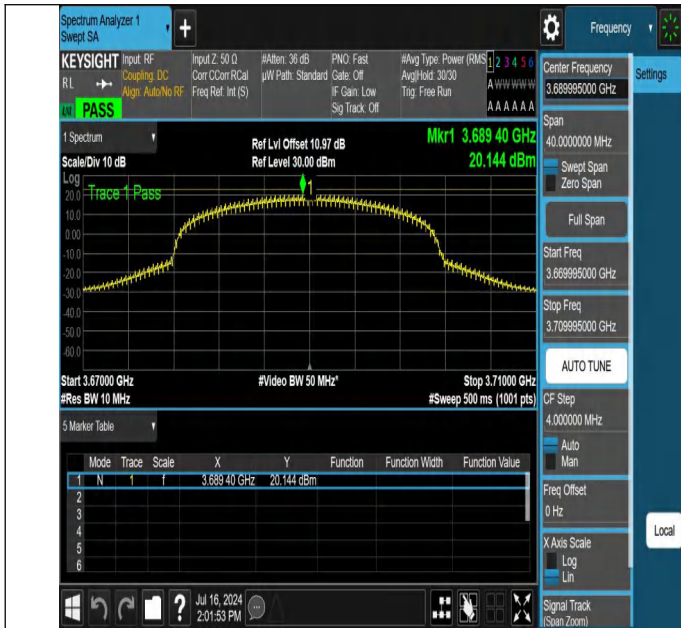 Spectrum Analyzer 1
Swept SA
Frequency
KEYSIGHT
RL
PASS
Input: RF
Coupling: DC
Align: Auto/No RF
Input Z: 50 Ω
Corr CCorr RCal
Freq Ref: Int (S)
#Atten: 36 dB
µW Path: Standard
PNO: Fast
Gate: Off
IF Gain: Low
Sig Track: Off
#Avg Type: Power (RMS
Avg|Hold: 30/30
Trig: Free Run
1 2 3 4 5 6
A W W W W W
A A A A A A
1 Spectrum
Scale/Div 10 dB
Ref Lvl Offset 10.97 dB
Ref Level 30.00 dBm
Mkr1 3.689 40 GHz
20.144 dBm
Log
Trace 1 Pass
1
20.0
10.0
0.00
-10.0
-20.0
-30.0
-40.0
-50.0
-60.0
Start 3.67000 GHz
#Res BW 10 MHz
#Video BW 50 MHz*
Stop 3.71000 GHz
#Sweep 500 ms (1001 pts)
5 Marker Table
Mode Trace Scale X Y Function Function Width Function Value
1 N 1 f 3.689 40 GHz 20.144 dBm
2
3
4
5
6
Jul 16, 2024
2:01:53 PM
Center Frequency
3.689995000 GHz
Span
40.0000000 MHz
Swept Span
Zero Span
Full Span
Start Freq
3.669995000 GHz
Stop Freq
3.709995000 GHz
AUTO TUNE
CF Step
4.000000 MHz
Auto
Man
Freq Offset
0 Hz
X Axis Scale
Log
Lin
Signal Track
(Span Zoom)
Settings
Local